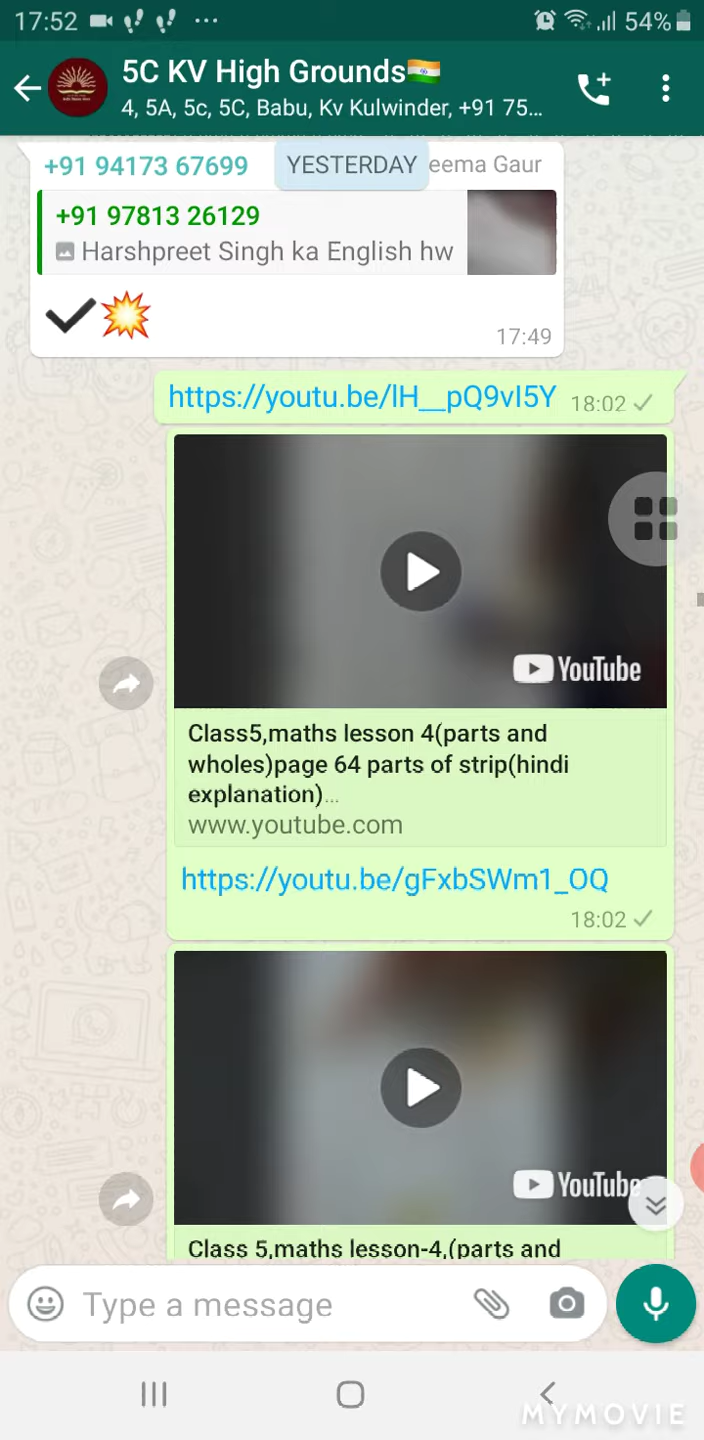 17:52 54%
5C KV High Grounds🇮🇳
4, 5A, 5c, 5C, Babu, Kv Kulwinder, +91 75...
+91 94173 67699 YESTERDAY eema Gaur
+91 97813 26129
Harshpreet Singh ka English hw
✔💥
17:49
https://youtu.be/lH__pQ9vI5Y 18:02
YouTube
Class5,maths lesson 4(parts and
wholes)page 64 parts of strip(hindi
explanation)...
www.youtube.com
https://youtu.be/gFxbSWm1_OQ
18:02
YouTube
Class 5,maths lesson-4,(parts and
Type a message
MYMOVIE